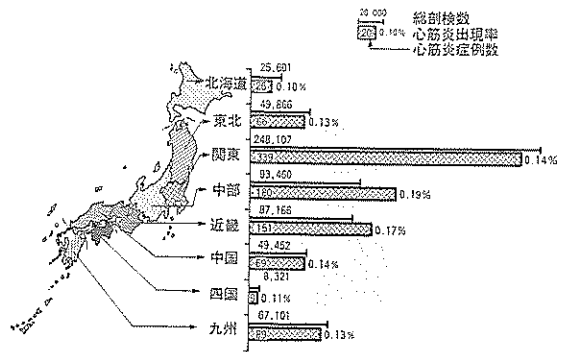 20,000 総剖検数
20 0.10% 心筋炎出現率
心筋炎症例数
25,601
北海道 26 0.10%
49,866
東北 66 0.13%
248,107
関東 339 0.14%
93,460
中部 180 0.19%
87,166
近畿 151 0.17%
49,452
中国 69 0.14%
8,321
四国 9 0.11%
67,101
九州 89 0.13%